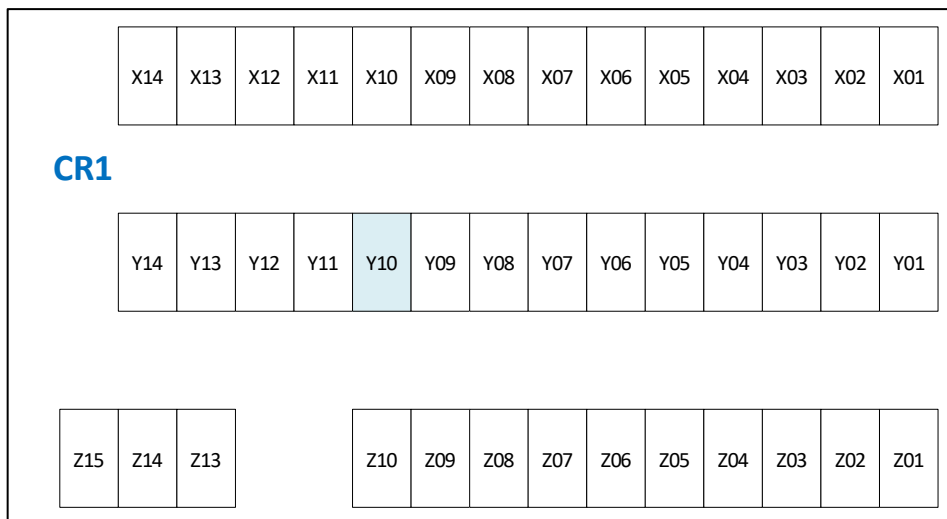 X14 X13 X12 X11 X10 X09 X08 X07 X06 X05 X04 X03 X02 X01
CR1
Y14 Y13 Y12 Y11 Y10 Y09 Y08 Y07 Y06 Y05 Y04 Y03 Y02 Y01
Z15 Z14 Z13 Z10 Z09 Z08 Z07 Z06 Z05 Z04 Z03 Z02 Z01